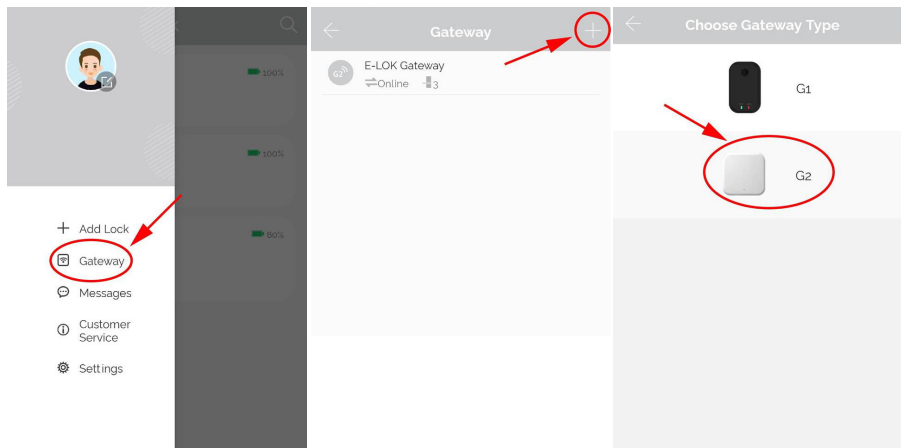 100%
100%
80%
Add Lock
Gateway
Messages
Customer
Service
Settings
Gateway
G2
E-LOK Gateway
Online 3
Choose Gateway Type
G1
G2